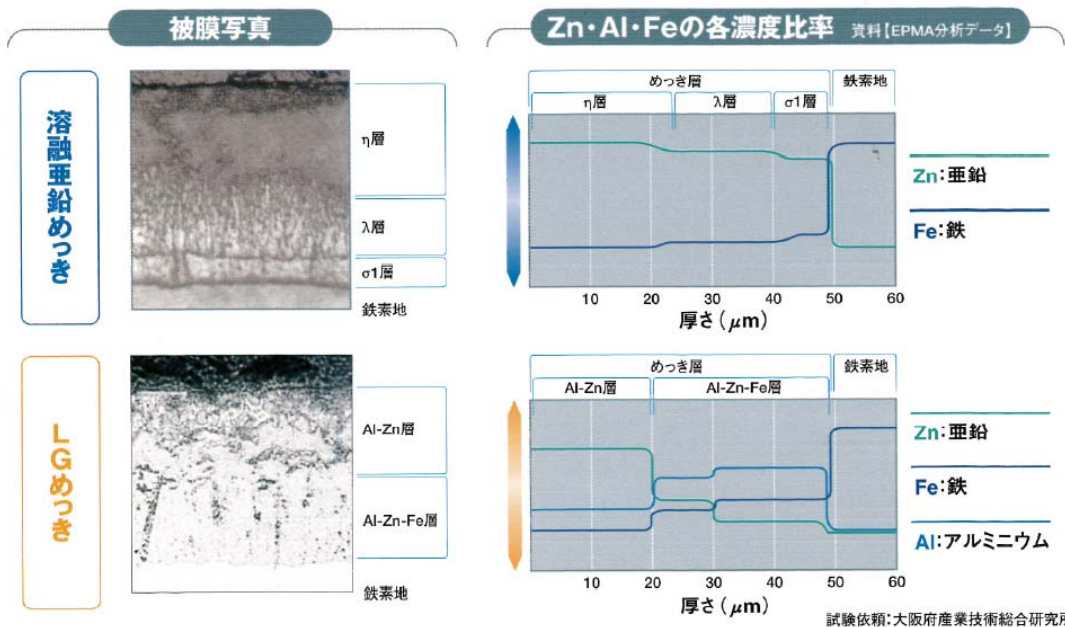 被膜写真
Zn・Al・Feの各濃度比率 資料【EPMA分析データ】
溶融亜鉛めっき
η層
λ層
σ1層
鉄素地
めっき層 鉄素地
η層 λ層 σ1層
Zn:亜鉛
Fe:鉄
10 20 30 40 50 60
厚さ(μm)
LGめっき
Al-Zn層
Al-Zn-Fe層
鉄素地
めっき層 鉄素地
Al-Zn層 Al-Zn-Fe層
Zn:亜鉛
Fe:鉄
Al:アルミニウム
10 20 30 40 50 60
厚さ(μm)
試験依頼:大阪府産業技術総合研究所